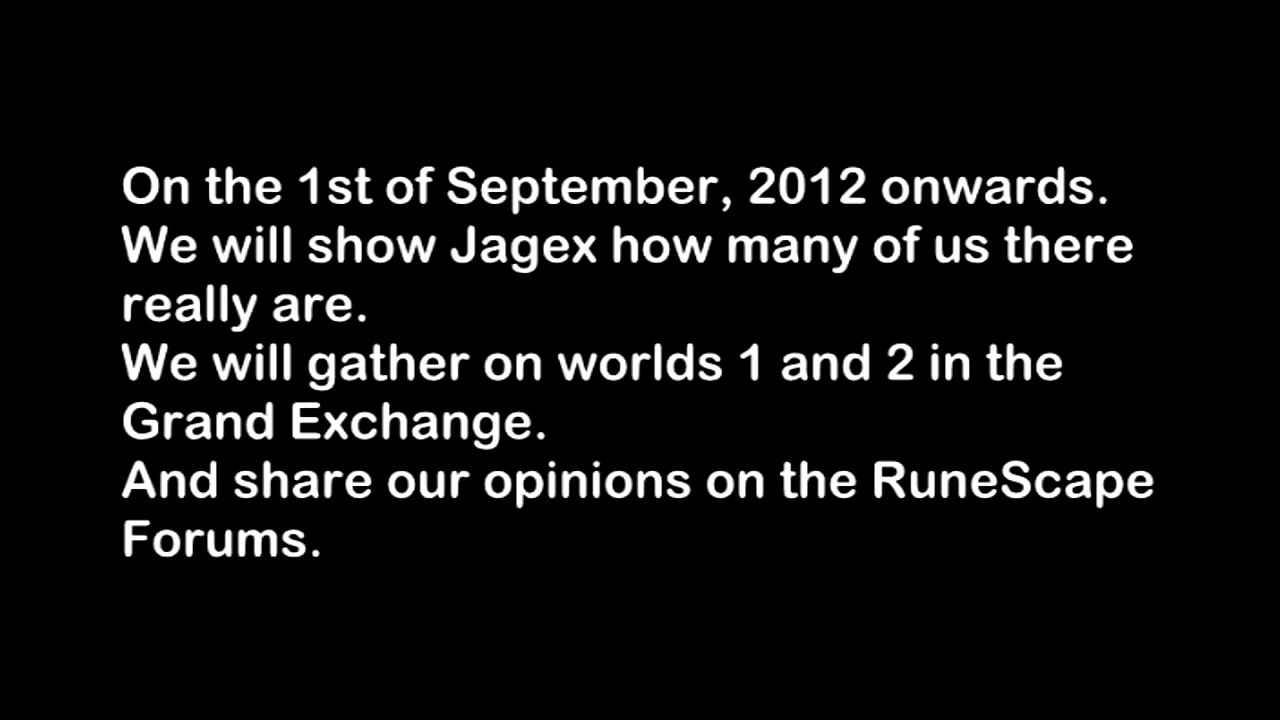 On the 1st of September, 2012 onwards.
We will show Jagex how many of us there
really are.
We will gather on worlds 1 and 2 in the
Grand Exchange.
And share our opinions on the RuneScape
Forums.